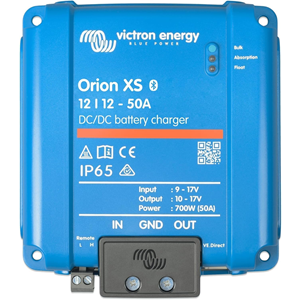 victron energy
BLUE POWER
Bulk
Absorption
Float
Orion XS
12 | 12 - 50A
DC/DC battery charger
IP65
Input : 9 - 17V
Output : 10 - 17V
Power : 700W (50A)
IN GND OUT
Remote
L H
VE.Direct